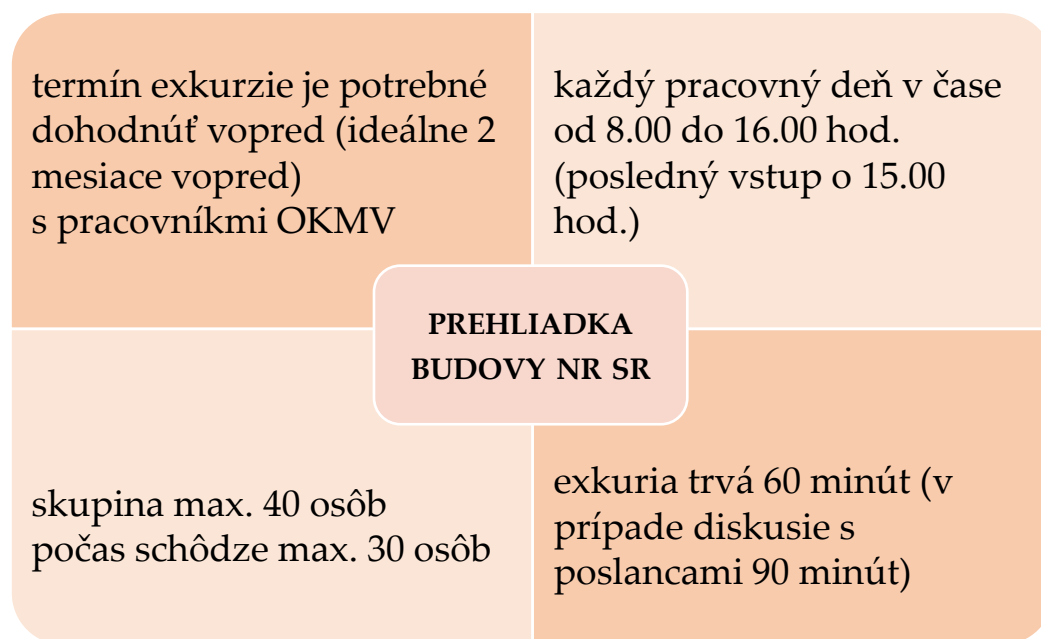 termín exkurzie je potrebné
dohodnúť vopred (ideálne 2
mesiace vopred)
s pracovníkmi OKMV
každý pracovný deň v čase
od 8.00 do 16.00 hod.
(posledný vstup o 15.00
hod.)
PREHLIADKA
BUDOVY NR SR
skupina max. 40 osôb
počas schôdze max. 30 osôb
exkuria trvá 60 minút (v
prípade diskusie s
poslancami 90 minút)